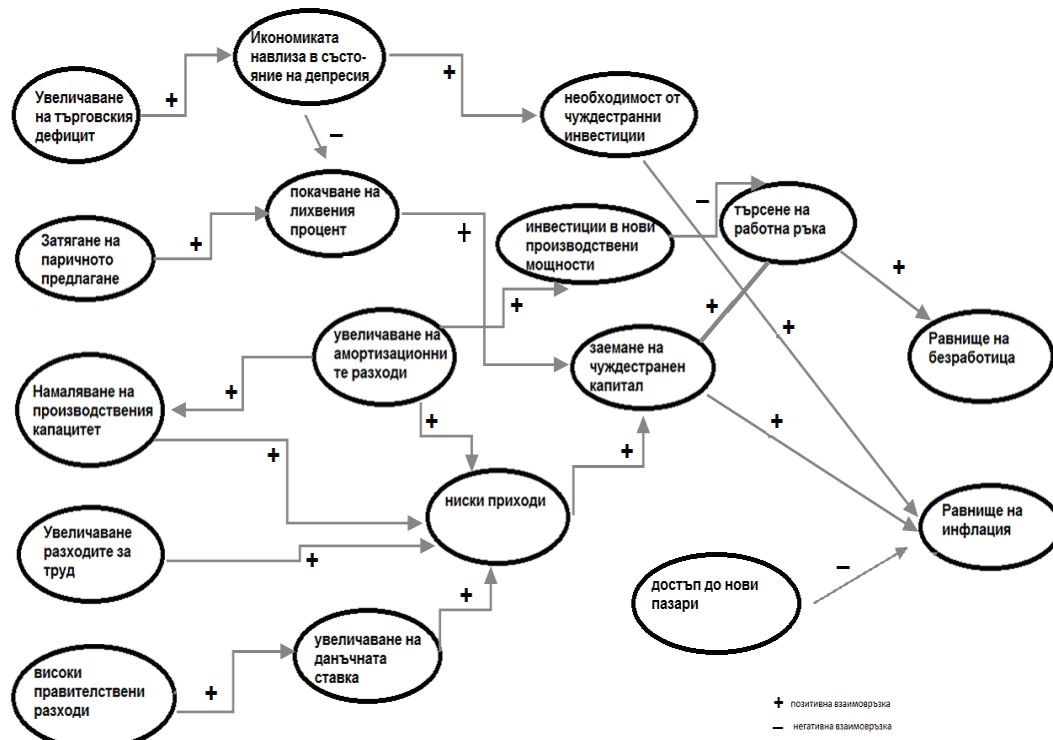 Икономиката
навлиза в състо-
яние на депресия
+
+
Увеличаване
на търговския
дефицит
необходимост от
чуждестранни
инвестиции
–
покачване на
лихвения
процент
–
търсене на
работна ръка
Затягане на
паричното
предлагане
+
+
инвестиции в нови
производствени
мощности
+
+
+
+
увеличаване на
амортизационни
те разходи
заемане на
чуждестранен
капитал
Равнище на
безработица
Намаляване на
производствения
капацитет
+
+
+
+
+
ниски приходи
Равнище на
инфлация
Увеличаване
разходите за
труд
+
–
достъп до нови
пазари
+
увеличаване на
данъчната
ставка
високи
правителствени
разходи
+
+ позитивна взаимовръзка
– негативна взаимовръзка